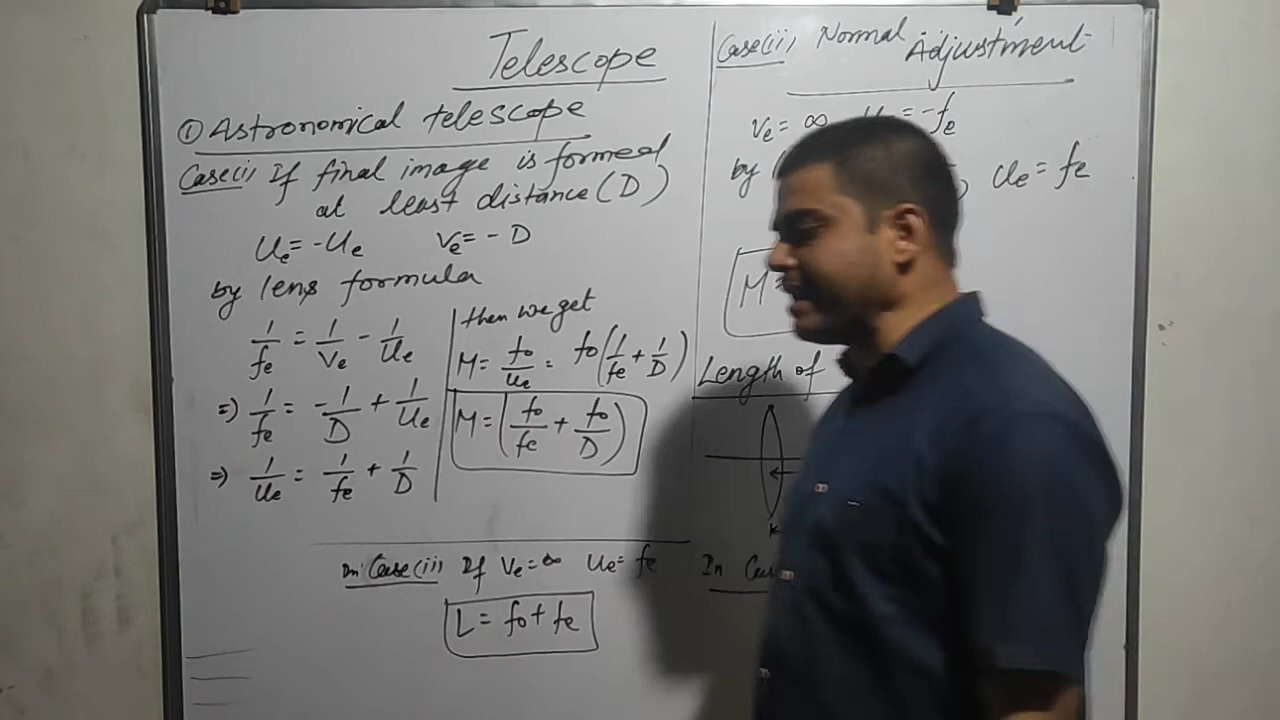 Telescope
① Astronomical telescope
Case(i) If final image is formed
at least distance (D)
Ue = -Ue   Ve = -D
by lens formula
1/fe = 1/Ve - 1/Ue
=> 1/fe = -1/D + 1/Ue
=> 1/Ue = 1/fe + 1/D
then we get
M = fo/Ue = fo(1/fe + 1/D)
M = (fo/fe + fo/D)
In Case(ii) If Ve = ∞   Ue = fe
L = fo + fe
Case(ii) Normal Adjustment
Ve = ∞   = -fe
by   Ue = fe
M =
Length of
In